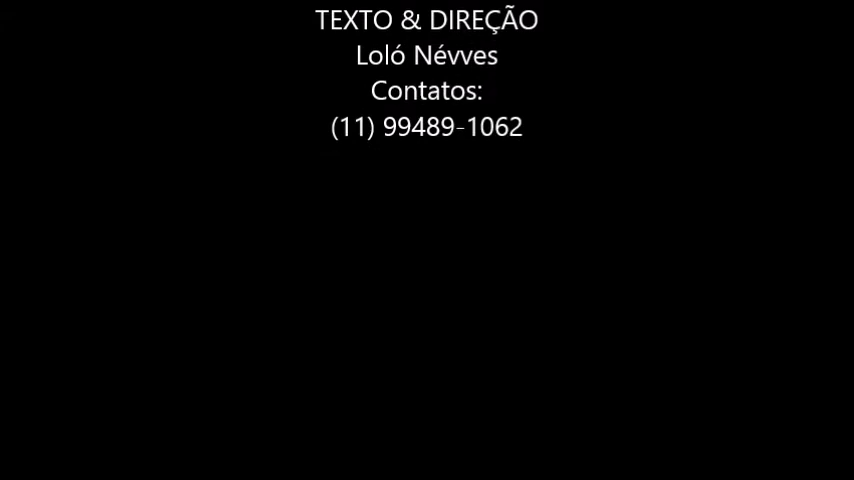 TEXTO & DIREÇÃO
Loló Névves
Contatos:
(11) 99489-1062